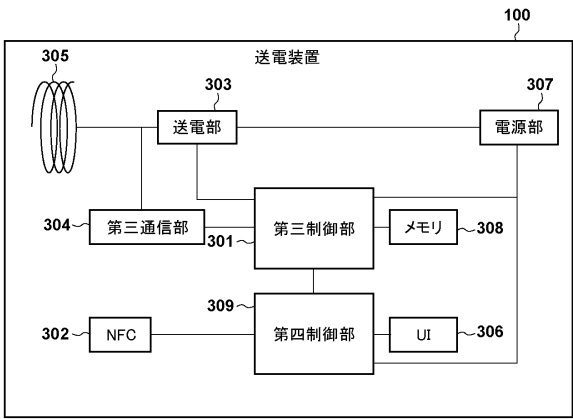 100
送電装置
305
303
307
送電部
電源部
304
第三通信部
301
第三制御部
メモリ
308
309
302
NFC
第四制御部
UI
306